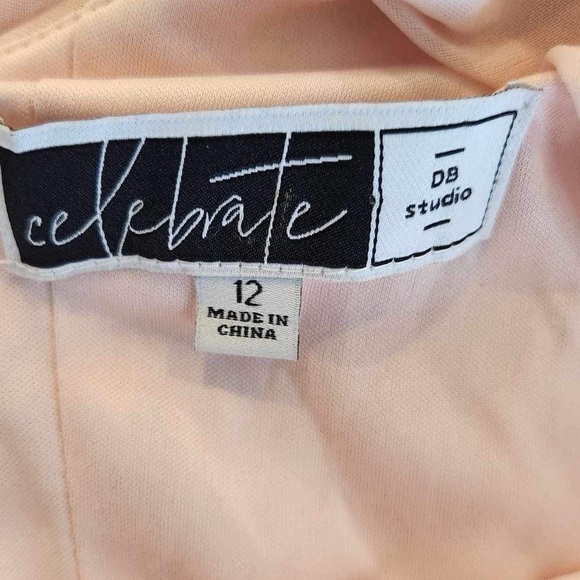 celebrate
DB
studio
12
MADE IN
CHINA